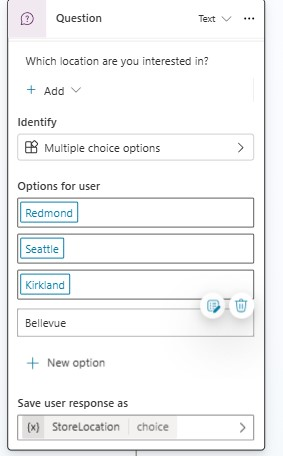 Question
Text
Which location are you interested in?
+ Add
Identify
Multiple choice options
Options for user
Redmond
Seattle
Kirkland
Bellevue
+ New option
Save user response as
{x} StoreLocation choice